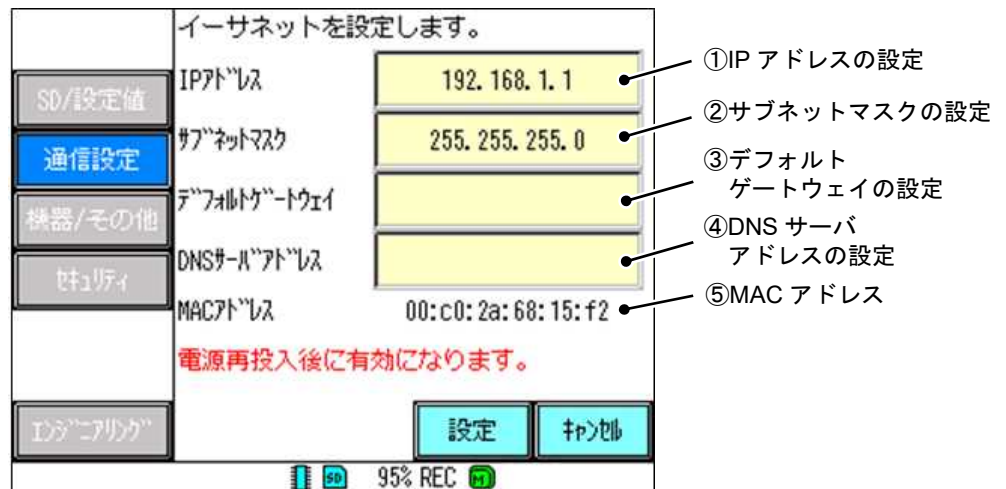 イーサネットを設定します。
SD/設定値
通信設定
機器/その他
ｾｷｭﾘﾃｨ
ｴﾝｼﾞﾆｱﾘﾝｸﾞ
IPｱﾄﾞﾚｽ
192.168.1.1
ｻﾌﾞﾈｯﾄﾏｽｸ
255.255.255.0
ﾃﾞﾌｫﾙﾄｹﾞｰﾄｳｪｲ
DNSｻｰﾊﾞｱﾄﾞﾚｽ
MACｱﾄﾞﾚｽ
00:c0:2a:68:15:f2
電源再投入後に有効になります。
設定
ｷｬﾝｾﾙ
SD
95% REC
M
①IP アドレスの設定
②サブネットマスクの設定
③デフォルト
ゲートウェイの設定
④DNS サーバ
アドレスの設定
⑤MAC アドレス